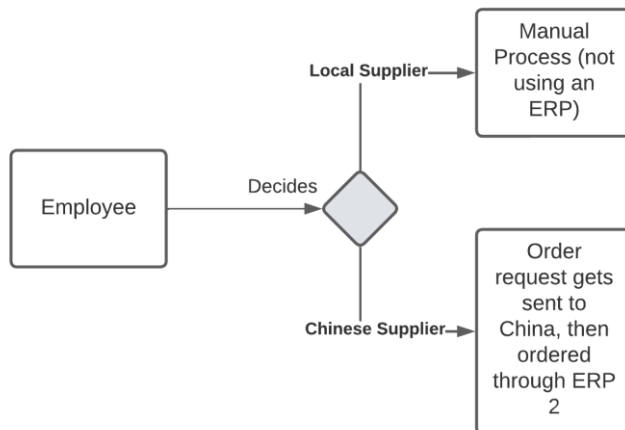 Employee
Decides
Local Supplier
Manual
Process (not
using an
ERP)
Chinese Supplier
Order
request gets
sent to
China, then
ordered
through ERP
2